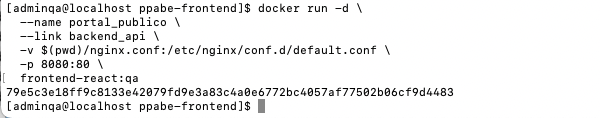 [adminqa@localhost ppabe-frontend]$ docker run -d \
  --name portal_publico \
  --link backend_api \
  -v $(pwd)/nginx.conf:/etc/nginx/conf.d/default.conf \
  -p 8080:80 \
[  frontend-react:qa
79e5c3e18ff9c8133e42079fd9e3a83c4a0e6772bc4057af77502b06cf9d4483
[adminqa@localhost ppabe-frontend]$